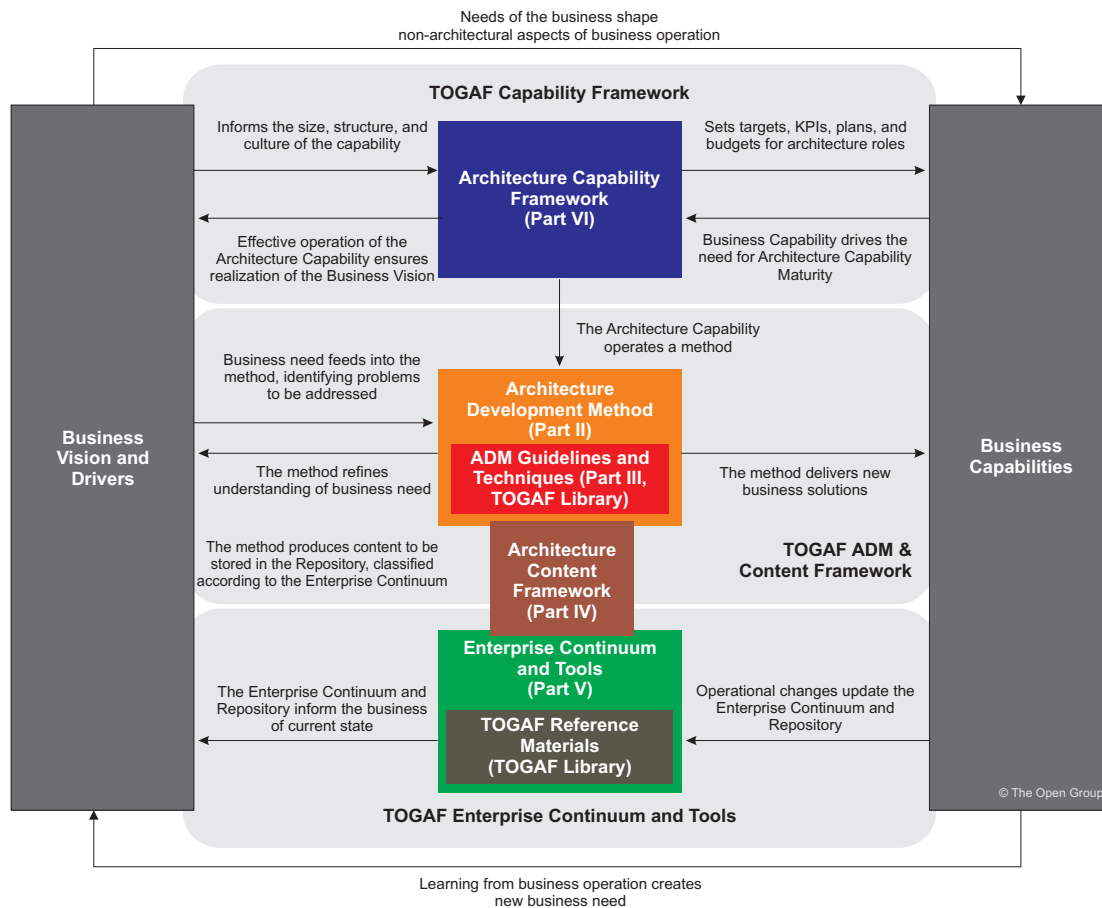 Needs of the business shape
non-architectural aspects of business operation
TOGAF Capability Framework
Informs the size, structure, and
culture of the capability
Architecture Capability
Framework
(Part VI)
Sets targets, KPIs, plans, and
budgets for architecture roles
Effective operation of the
Architecture Capability ensures
realization of the Business Vision
Business Capability drives the
need for Architecture Capability
Maturity
The Architecture Capability
operates a method
Business need feeds into the
method, identifying problems
to be addressed
Architecture
Development Method
(Part II)
Business
Vision and
Drivers
ADM Guidelines and
Techniques (Part III,
TOGAF Library)
Business
Capabilities
The method refines
understanding of business need
The method delivers new
business solutions
The method produces content to be
stored in the Repository, classified
according to the Enterprise Continuum
Architecture
Content
Framework
(Part IV)
TOGAF ADM &
Content Framework
Enterprise Continuum
and Tools
(Part V)
The Enterprise Continuum and
Repository inform the business
of current state
Operational changes update the
Enterprise Continuum and
Repository
TOGAF Reference
Materials
(TOGAF Library)
© The Open Group
TOGAF Enterprise Continuum and Tools
Learning from business operation creates
new business need